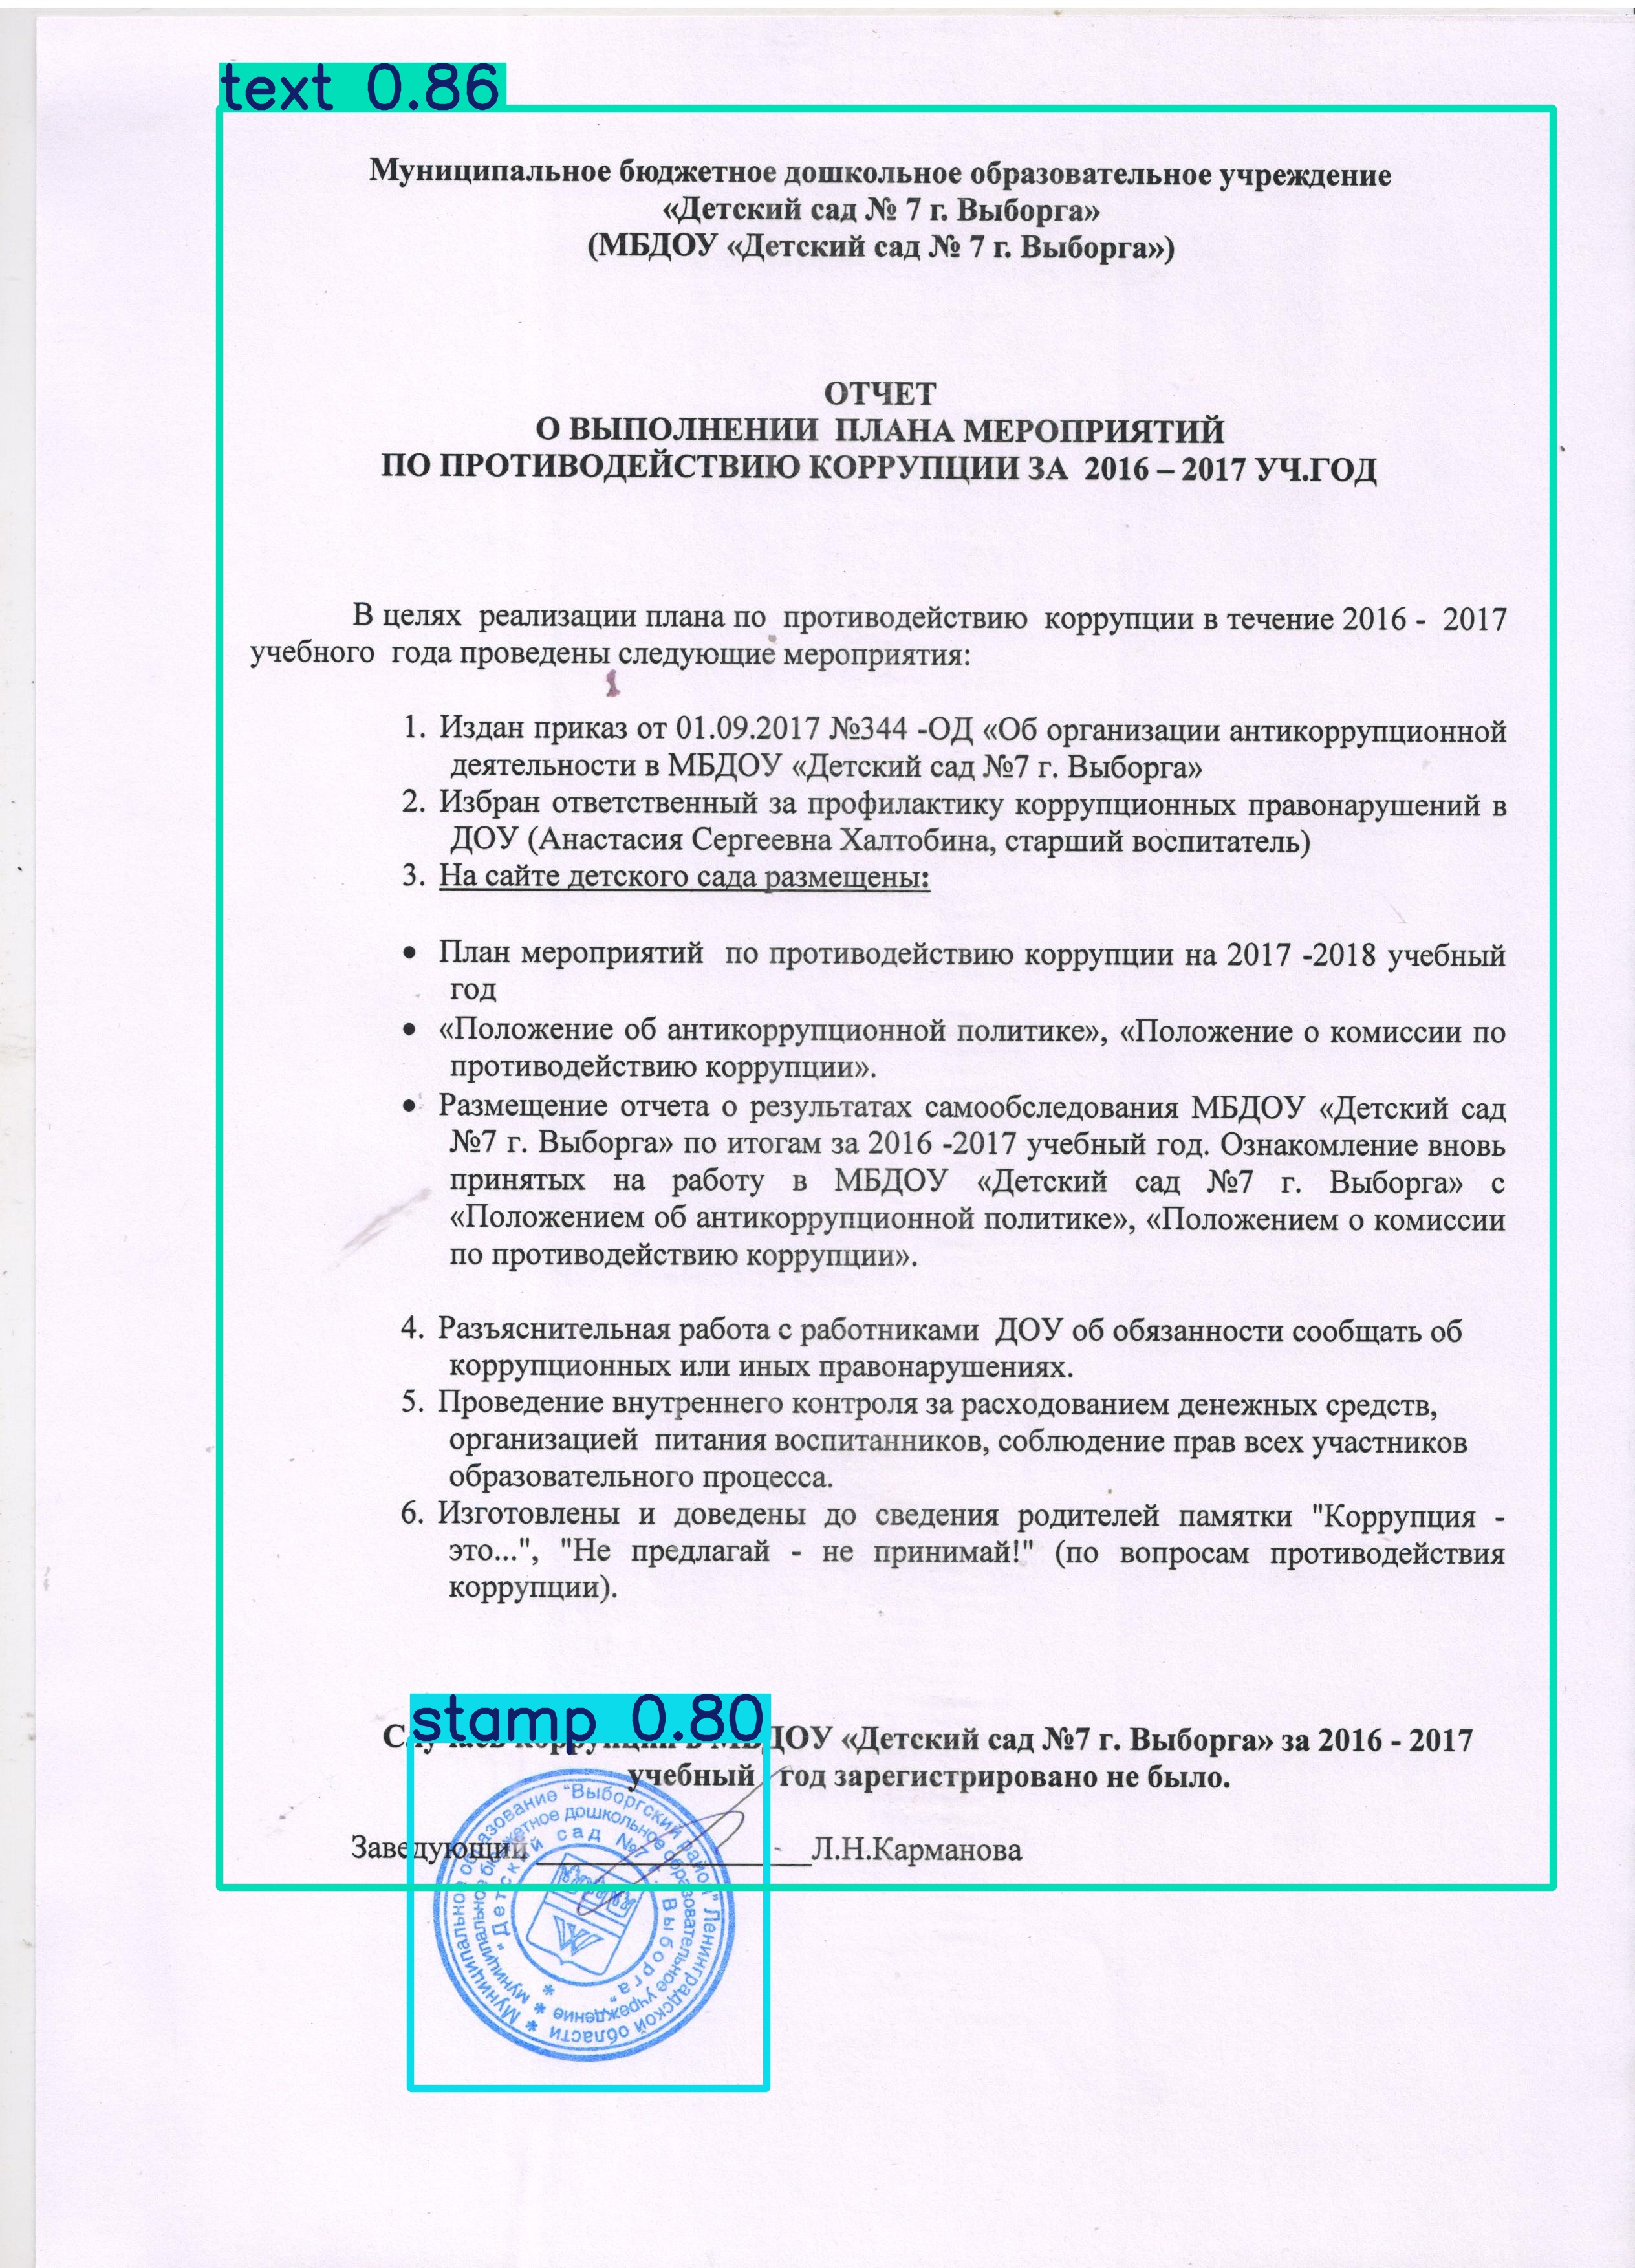 text 0.86
Муниципальное бюджетное дошкольное образовательное учреждение
«Детский сад № 7 г. Выборга»
(МБДОУ «Детский сад № 7 г. Выборга»)
ОТЧЕТ
О ВЫПОЛНЕНИИ ПЛАНА МЕРОПРИЯТИЙ
ПО ПРОТИВОДЕЙСТВИЮ КОРРУПЦИИ ЗА 2016 – 2017 УЧ.ГОД
В целях реализации плана по противодействию коррупции в течение 2016 - 2017
учебного года проведены следующие мероприятия:
1. Издан приказ от 01.09.2017 №344 -ОД «Об организации антикоррупционной
деятельности в МБДОУ «Детский сад №7 г. Выборга»
2. Избран ответственный за профилактику коррупционных правонарушений в
ДОУ (Анастасия Сергеевна Халтобина, старший воспитатель)
3. На сайте детского сада размещены:
• План мероприятий по противодействию коррупции на 2017 -2018 учебный
год
• «Положение об антикоррупционной политике», «Положение о комиссии по
противодействию коррупции».
• Размещение отчета о результатах самообследования МБДОУ «Детский сад
№7 г. Выборга» по итогам за 2016 -2017 учебный год. Ознакомление вновь
принятых на работу в МБДОУ «Детский сад №7 г. Выборга» с
«Положением об антикоррупционной политике», «Положением о комиссии
по противодействию коррупции».
4. Разъяснительная работа с работниками ДОУ об обязанности сообщать об
коррупционных или иных правонарушениях.
5. Проведение внутреннего контроля за расходованием денежных средств,
организацией питания воспитанников, соблюдение прав всех участников
образовательного процесса.
6. Изготовлены и доведены до сведения родителей памятки "Коррупция -
это...", "Не предлагай - не принимай!" (по вопросам противодействия
коррупции).
stamp 0.80
коррупции в МБДОУ «Детский сад №7 г. Выборга» за 2016 - 2017
учебный год зарегистрировано не было.
Заведующий ________________Л.Н.Карманова
* Муниципальное образование "Выборгский район" Ленинградской области
* Муниципальное бюджетное дошкольное образовательное учреждение
* "Детский сад №7 г. Выборга"